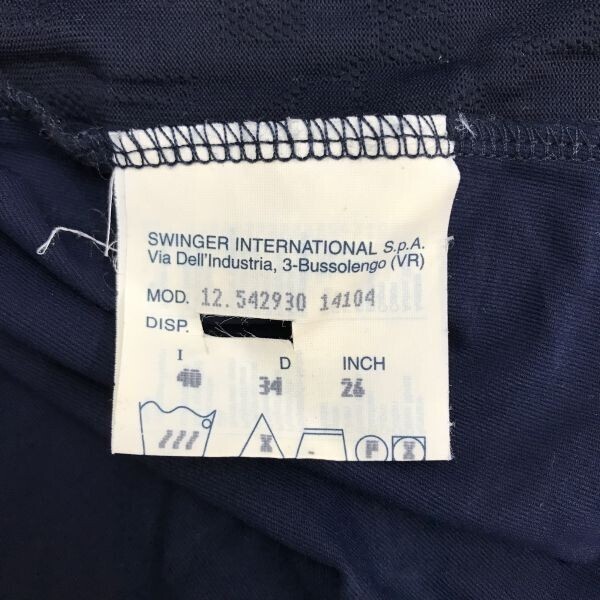 SWINGER INTERNATIONAL S.p.A.
Via Dell'Industria, 3-Bussolengo (VR)
MOD. 12.542930 14104
DISP.
I D INCH
40 34 26
/// X - P X